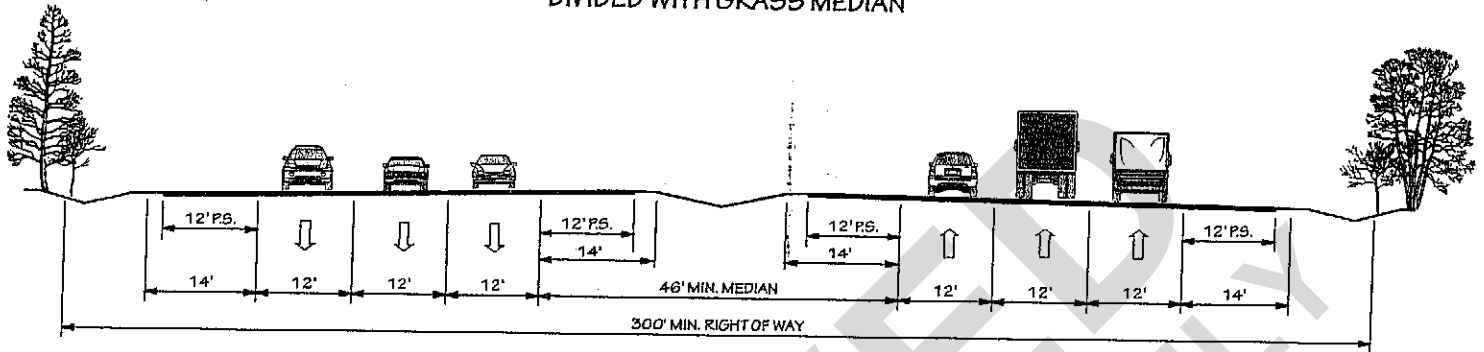 DIVIDED WITH GRASS MEDIAN
12' P.S. 12' P.S. 12' P.S. 12' P.S.
14' 14'
14' 12' 12' 12' 46' MIN. MEDIAN 12' 12' 12' 14'
300' MIN. RIGHT OF WAY